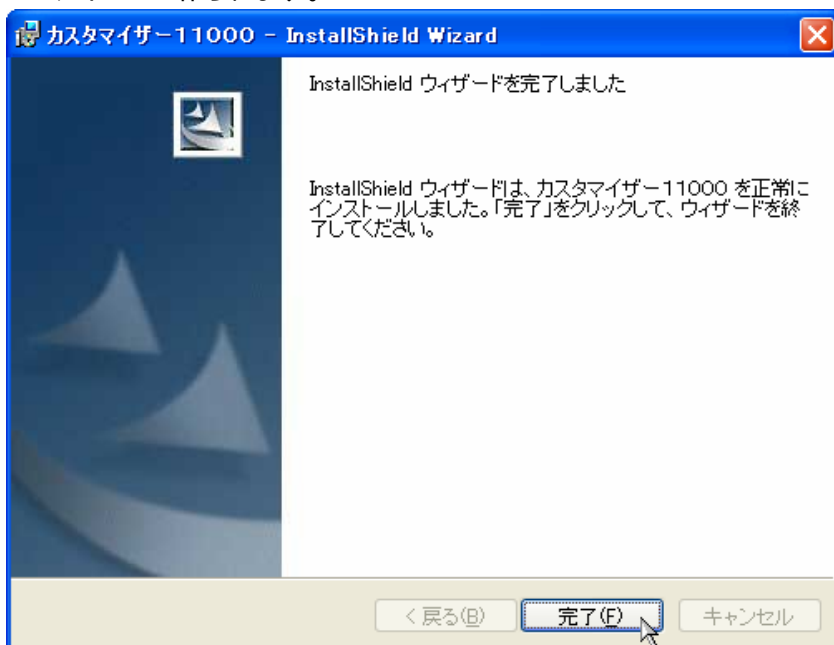 カスタマイザー11000 - InstallShield Wizard
InstallShield ウィザードを完了しました
InstallShield ウィザードは、カスタマイザー11000 を正常に
インストールしました。「完了」をクリックして、ウィザードを終
了してください。
< 戻る(B)
完了(F)
キャンセル